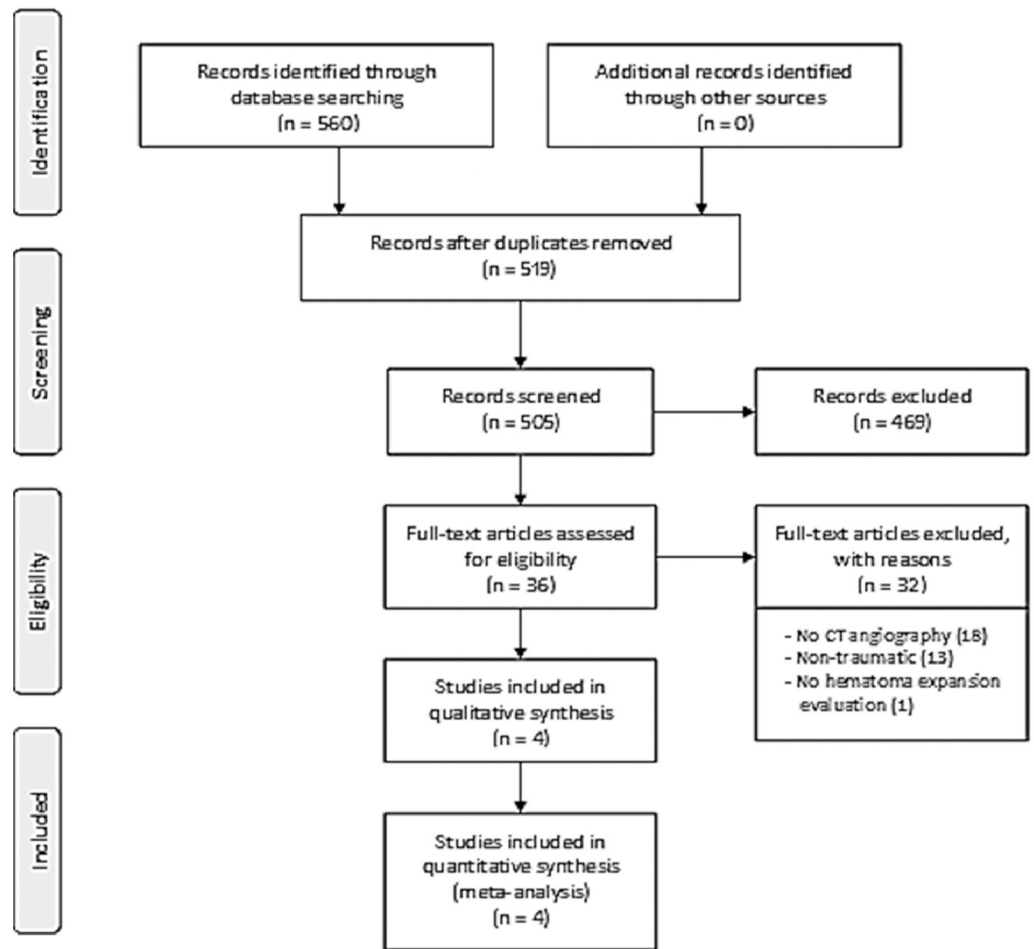 Identification
Records identified through
database searching
(n = 560)
Additional records identified
through other sources
(n = 0)
Records after duplicates removed
(n = 519)
Screening
Records screened
(n = 505)
Records excluded
(n = 469)
Eligibility
Full-text articles assessed
for eligibility
(n = 36)
Full-text articles excluded,
with reasons
(n = 32)
- No CT angiography (18)
- Non-traumatic (13)
- No hematoma expansion
evaluation (1)
Studies included in
qualitative synthesis
(n = 4)
Included
Studies included in
quantitative synthesis
(meta-analysis)
(n = 4)